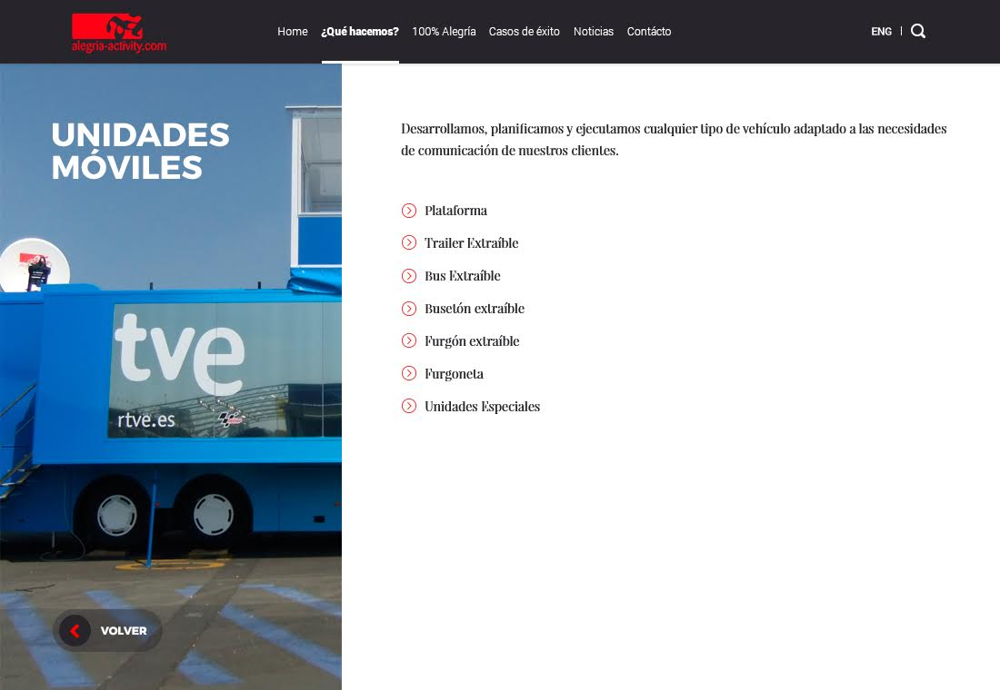 alegria-activity.com
Home ¿Qué hacemos? 100% Alegría Casos de éxito Noticias Contácto
ENG
UNIDADES
MÓVILES
tve
rtve.es
VOLVER
Desarrollamos, planificamos y ejecutamos cualquier tipo de vehículo adaptado a las necesidades
de comunicación de nuestros clientes.
Plataforma
Trailer Extraíble
Bus Extraíble
Busetón extraíble
Furgón extraíble
Furgoneta
Unidades Especiales